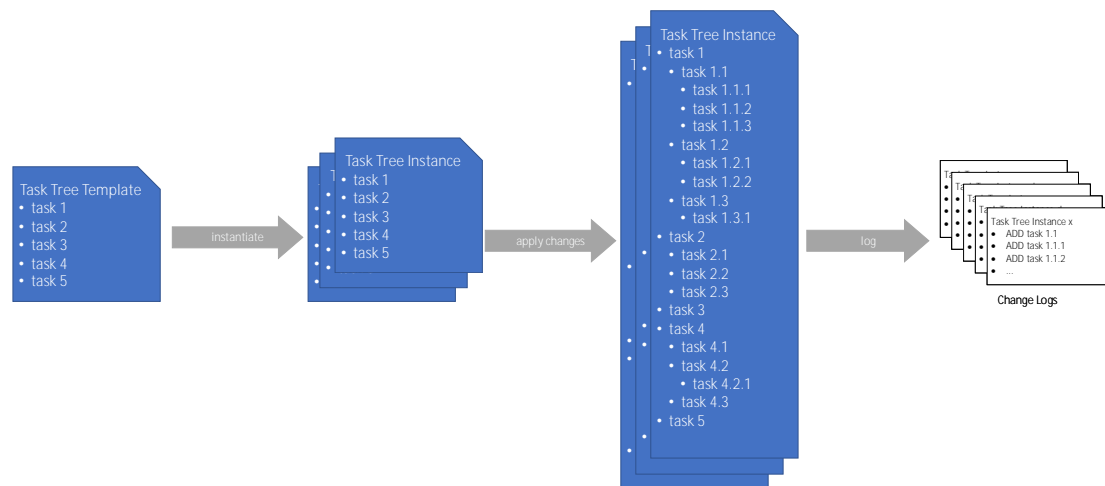 Task Tree Template
• task 1
• task 2
• task 3
• task 4
• task 5
instantiate
Task Tree Instance
• task 1
• task 2
• task 3
• task 4
• task 5
apply changes
Task Tree Instance
• task 1
• task 1.1
• task 1.1.1
• task 1.1.2
• task 1.1.3
• task 1.2
• task 1.2.1
• task 1.2.2
• task 1.3
• task 1.3.1
• task 2
• task 2.1
• task 2.2
• task 2.3
• task 3
• task 4
• task 4.1
• task 4.2
• task 4.2.1
• task 4.3
• task 5
log
Task Tree Instance x
• ADD task 1.1
• ADD task 1.1.1
• ADD task 1.1.2
• ...
Change Logs